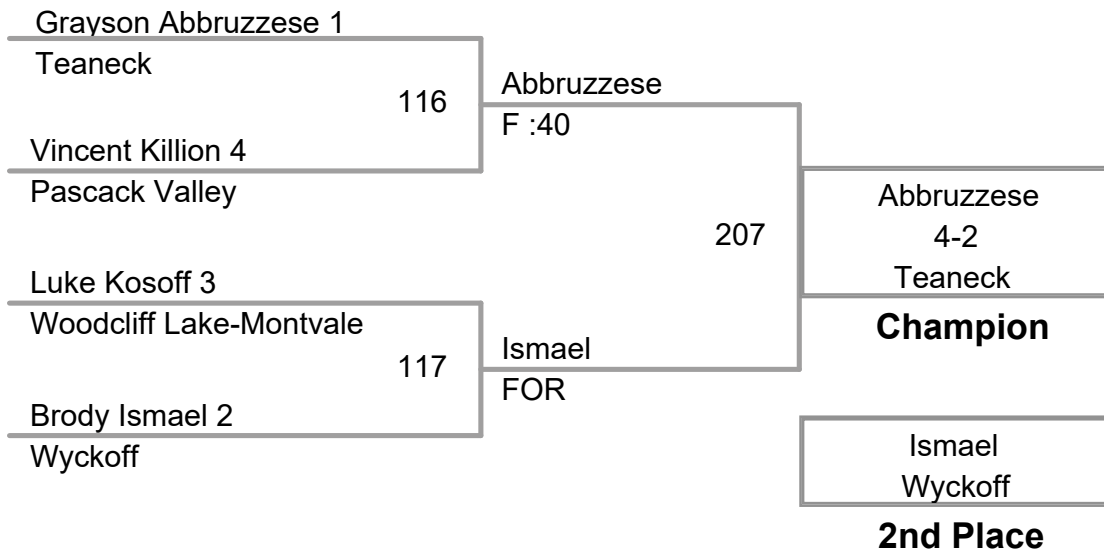 Grayson Abbruzzese 1
Teaneck
116
Vincent Killion 4
Pascack Valley
Luke Kosoff 3
Woodcliff Lake-Montvale
117
Brody Ismael 2
Wyckoff
Abbruzzese
F :40
207
Ismael
FOR
Abbruzzese
4-2
Teaneck
Champion
Ismael
Wyckoff
2nd Place